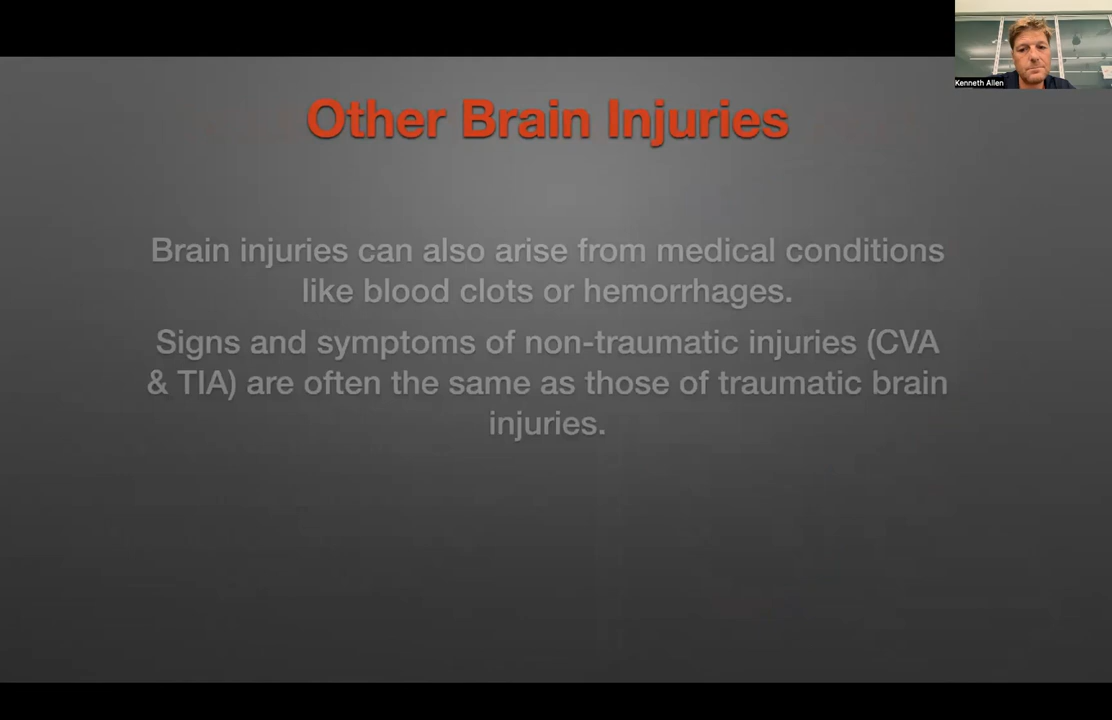 Kenneth Allen
Other Brain Injuries
Brain injuries can also arise from medical conditions
like blood clots or hemorrhages.
Signs and symptoms of non-traumatic injuries (CVA
& TIA) are often the same as those of traumatic brain
injuries.